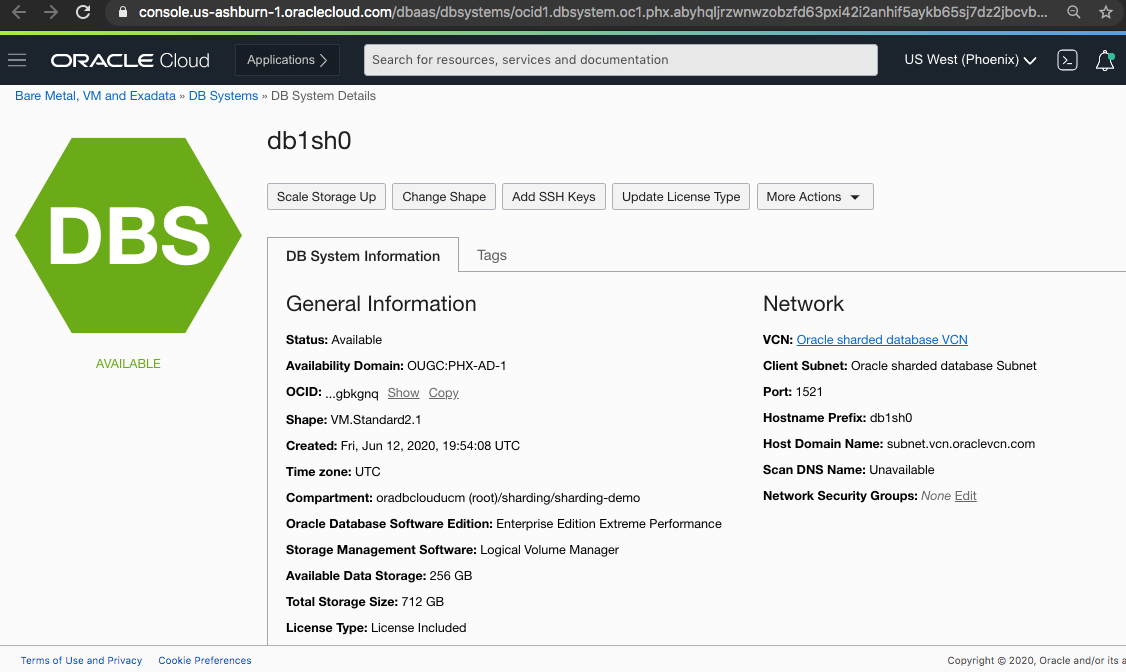 console.us-ashburn-1.oraclecloud.com/dbaas/dbsystems/ocid1.dbsystem.oc1.phx.abyhqljrzwnwzobzfd63pxi42i2anhif5aykb65sj7dz2jbcvb...
ORACLE Cloud Applications Search for resources, services and documentation US West (Phoenix)
Bare Metal, VM and Exadata » DB Systems » DB System Details
DBS
AVAILABLE
db1sh0
Scale Storage Up Change Shape Add SSH Keys Update License Type More Actions
DB System Information Tags
General Information
Status: Available
Availability Domain: OUGC:PHX-AD-1
OCID: ...gbkgnq Show Copy
Shape: VM.Standard2.1
Created: Fri, Jun 12, 2020, 19:54:08 UTC
Time zone: UTC
Compartment: oradbclouducm (root)/sharding/sharding-demo
Oracle Database Software Edition: Enterprise Edition Extreme Performance
Storage Management Software: Logical Volume Manager
Available Data Storage: 256 GB
Total Storage Size: 712 GB
License Type: License Included
Network
VCN: Oracle sharded database VCN
Client Subnet: Oracle sharded database Subnet
Port: 1521
Hostname Prefix: db1sh0
Host Domain Name: subnet.vcn.oraclevcn.com
Scan DNS Name: Unavailable
Network Security Groups: None Edit
Terms of Use and Privacy Cookie Preferences Copyright © 2020, Oracle and/or its a